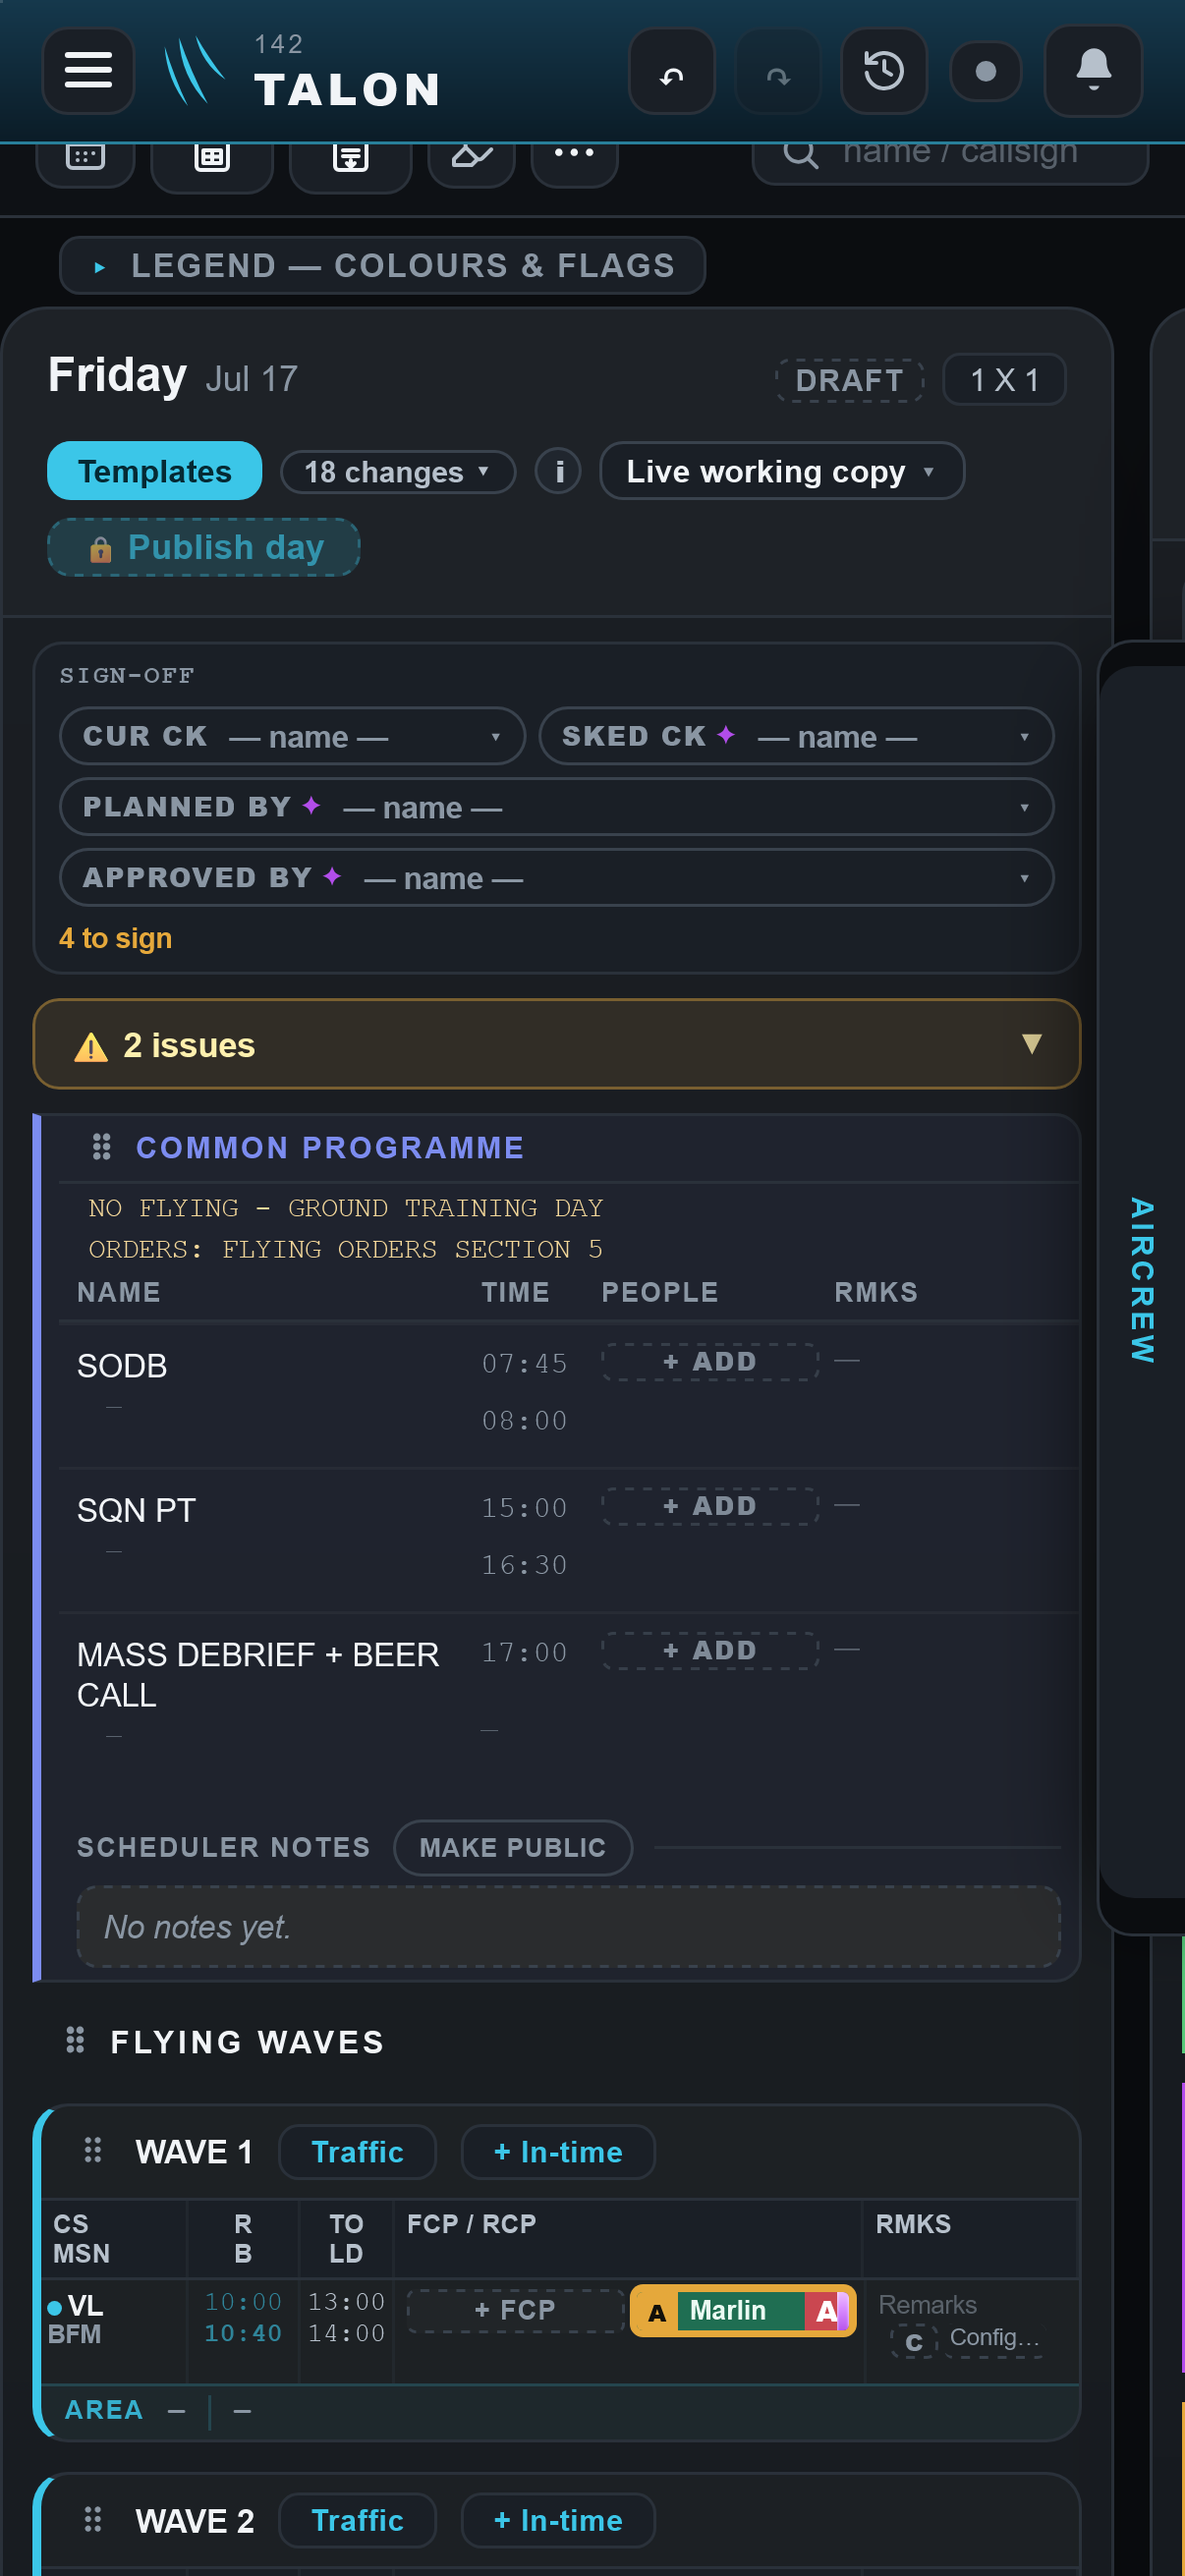 142
TALON
name / callsign
LEGEND — COLOURS & FLAGS
Friday Jul 17 DRAFT 1 X 1
Templates 18 changes i Live working copy
Publish day
SIGN-OFF
CUR CK — name — SKED CK — name —
PLANNED BY — name —
APPROVED BY — name —
4 to sign
2 issues
COMMON PROGRAMME
NO FLYING - GROUND TRAINING DAY
ORDERS: FLYING ORDERS SECTION 5
NAME TIME PEOPLE RMKS
SODB 07:45 + ADD —
— 08:00
SQN PT 15:00 + ADD —
— 16:30
MASS DEBRIEF + BEER 17:00 + ADD —
CALL
— —
SCHEDULER NOTES MAKE PUBLIC
No notes yet.
AIRCREW
FLYING WAVES
WAVE 1 Traffic + In-time
CS R TO FCP / RCP RMKS
MSN B LD
VL 10:00 13:00 + FCP A Marlin A Remarks
BFM 10:40 14:00 C Config…
AREA — —
WAVE 2 Traffic + In-time